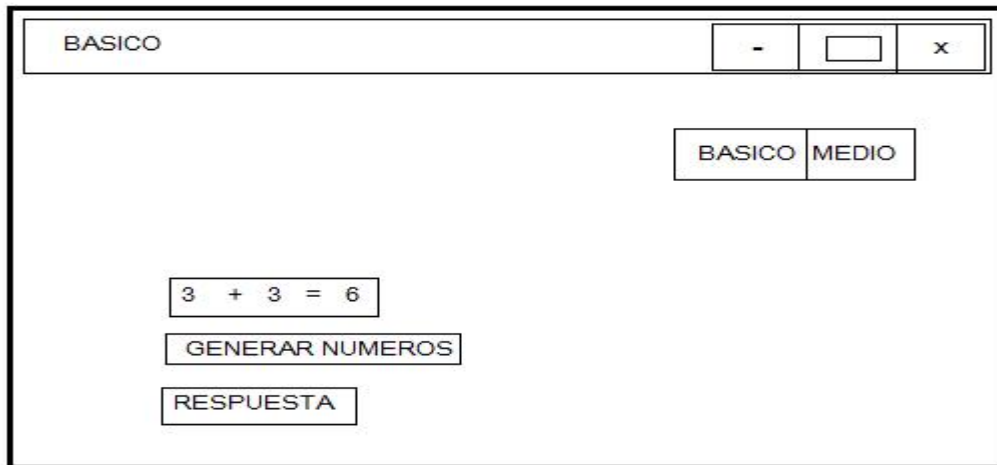 BASICO - x
BASICO MEDIO
3 + 3 = 6
GENERAR NUMEROS
RESPUESTA